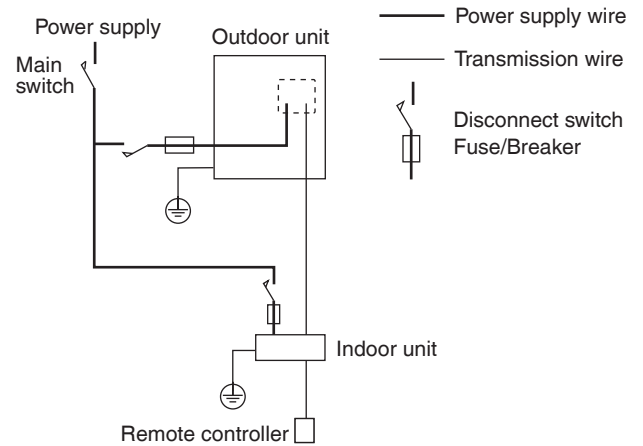 Power supply
Main
switch
Outdoor unit
Power supply wire
Transmission wire
Disconnect switch
Fuse/Breaker
Indoor unit
Remote controller